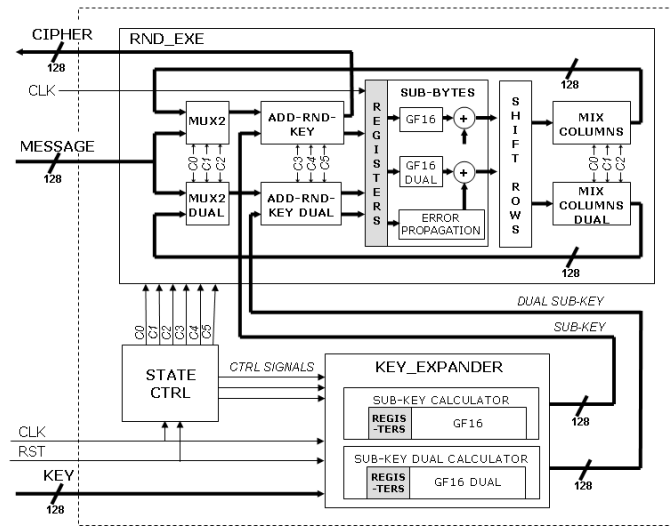 CIPHER
128
RND_EXE
CLK
MESSAGE
128
MUX2
MUX2
DUAL
C0
C1
C2
ADD-RND-
KEY
C3
C4
C5
ADD-RND-
KEY DUAL
REGISTERS
SUB-BYTES
GF16
+
GF16
DUAL
+
ERROR
PROPAGATION
SHIFT ROWS
128
MIX
COLUMNS
C0
C1
C2
MIX
COLUMNS
DUAL
128
C0
C1
C2
C3
C4
C5
DUAL SUB-KEY
SUB-KEY
STATE
CTRL
CTRL SIGNALS
KEY_EXPANDER
SUB-KEY CALCULATOR
REGIS
-TERS
GF16
128
SUB-KEY DUAL CALCULATOR
REGIS
-TERS
GF16 DUAL
128
CLK
RST
KEY
128